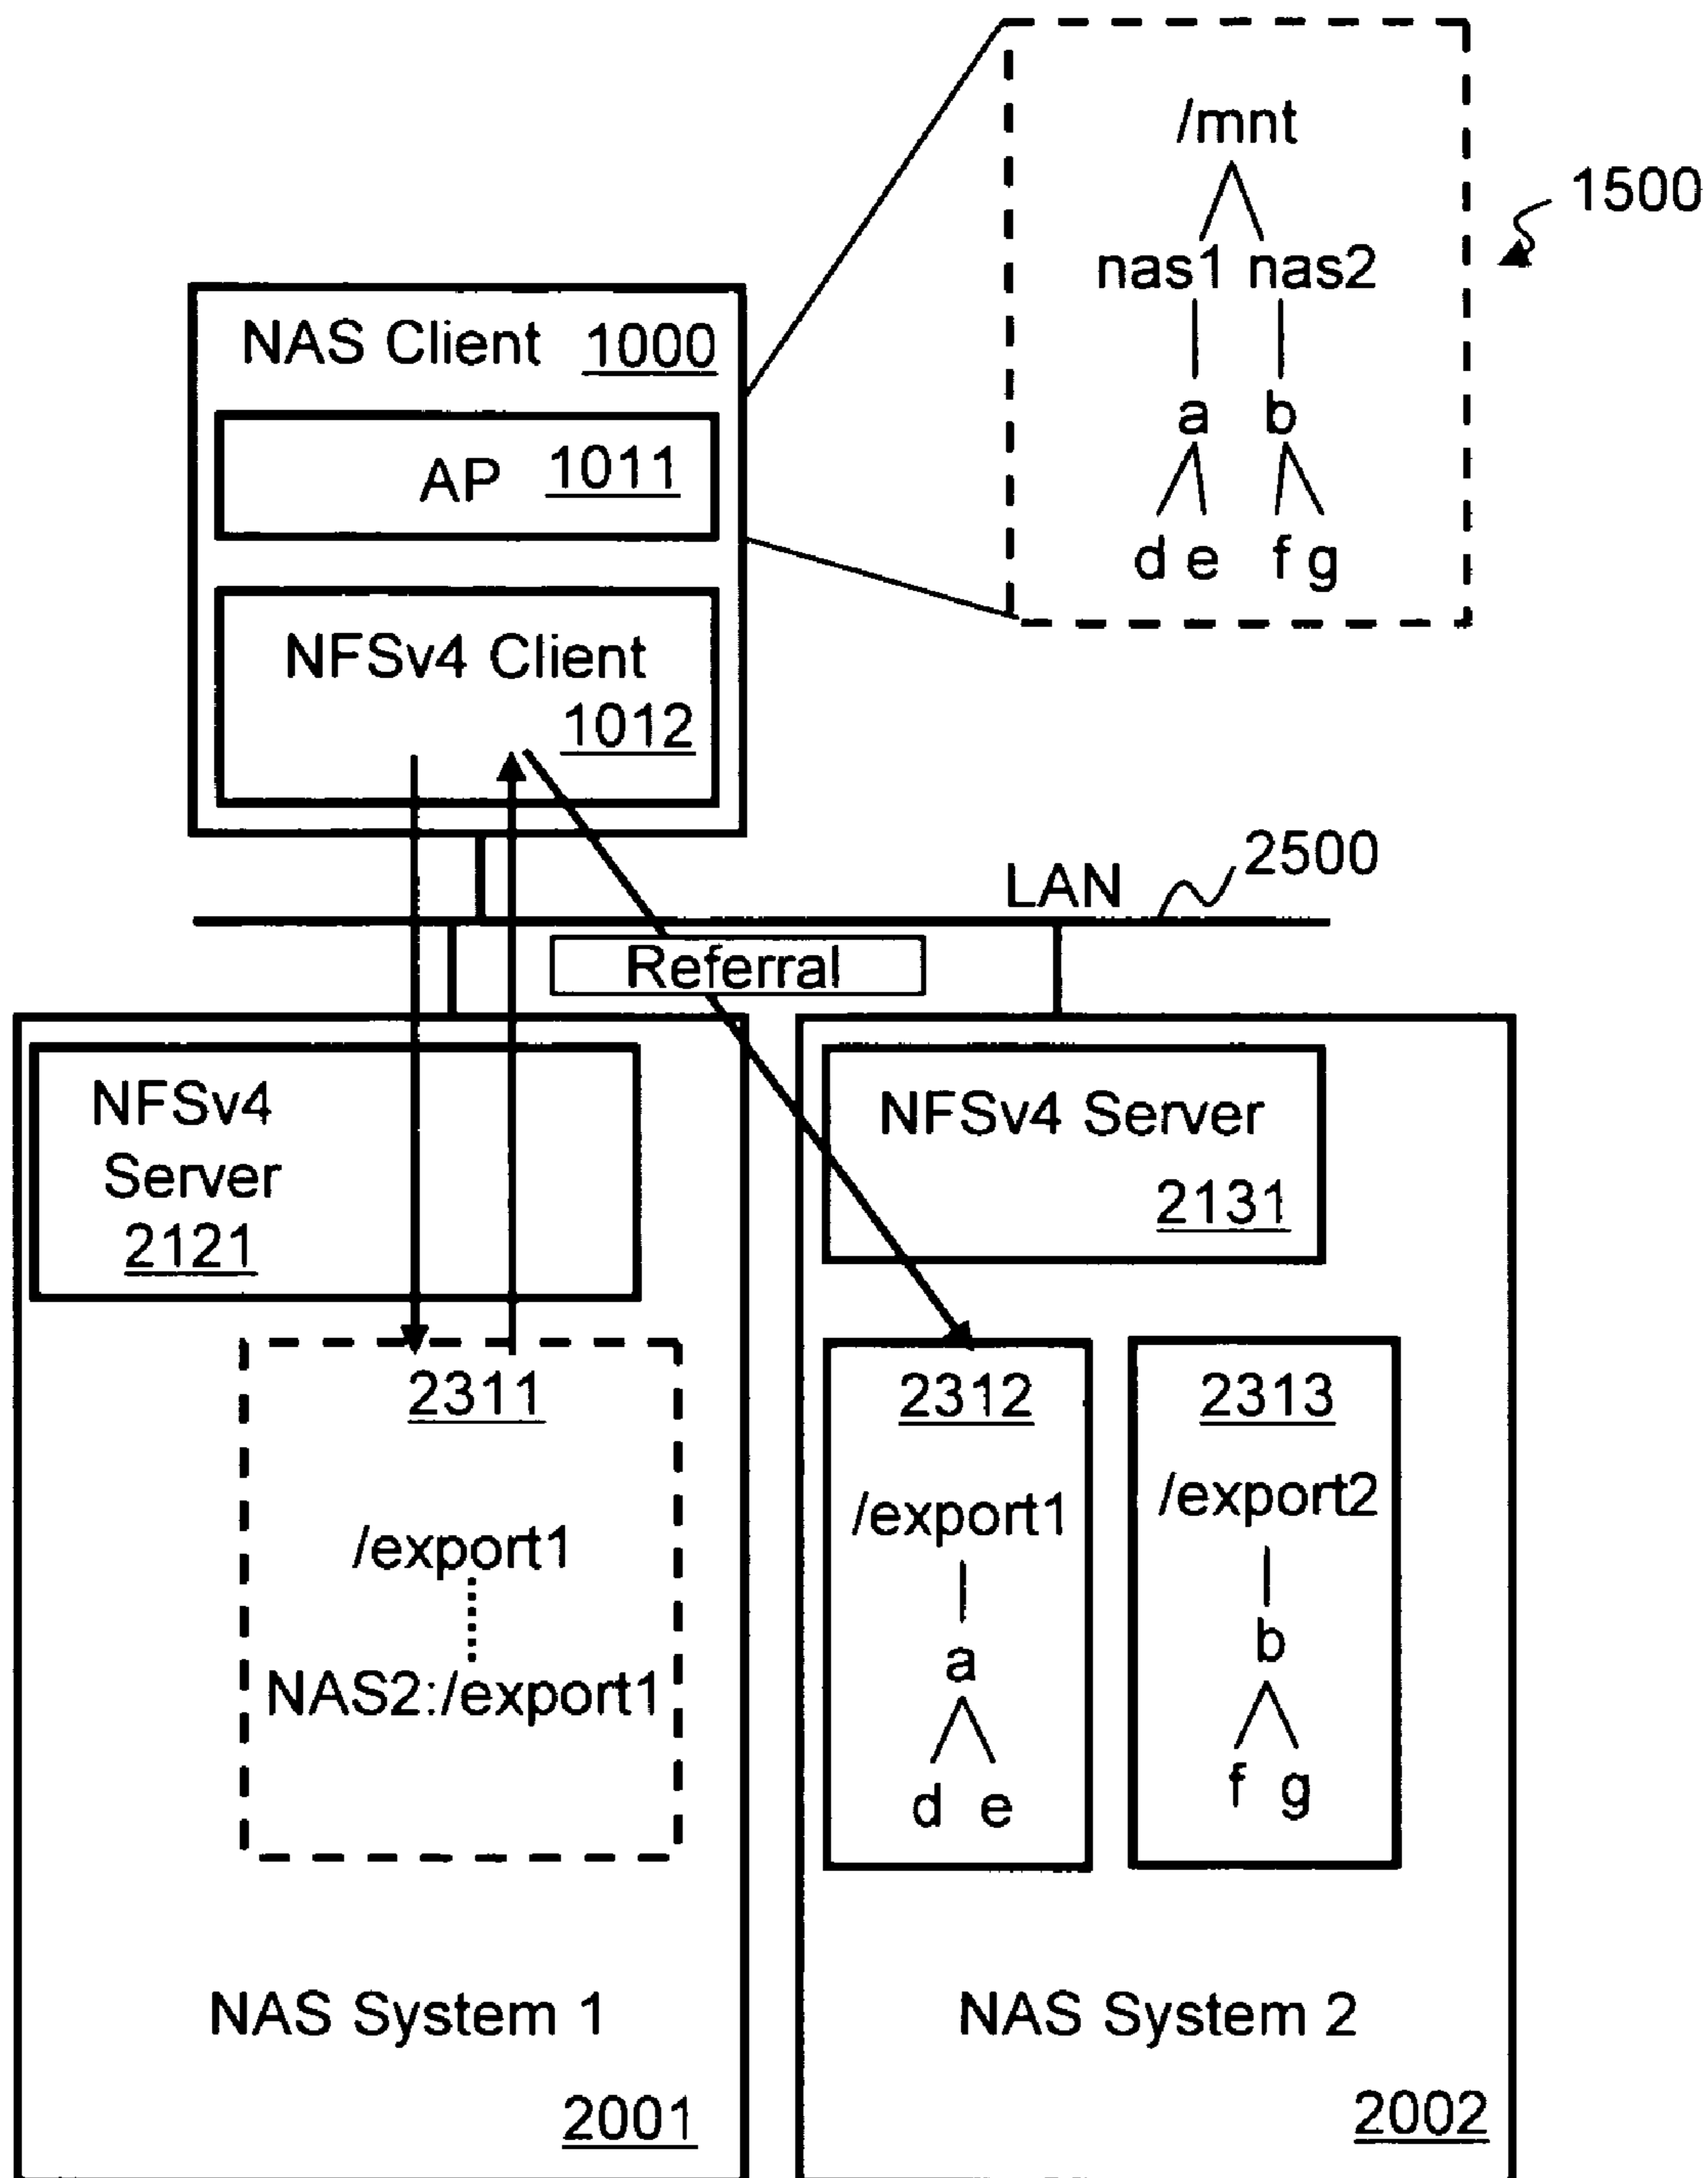 /mnt
1500
nas1 nas2
a b
d e f g
NAS Client 1000
AP 1011
NFSv4 Client
1012
LAN 2500
Referral
NFSv4
Server
2121
NFSv4 Server
2131
2311
/export1
NAS2:/export1
2312
/export1
a
d e
2313
/export2
b
f g
NAS System 1
2001
NAS System 2
2002